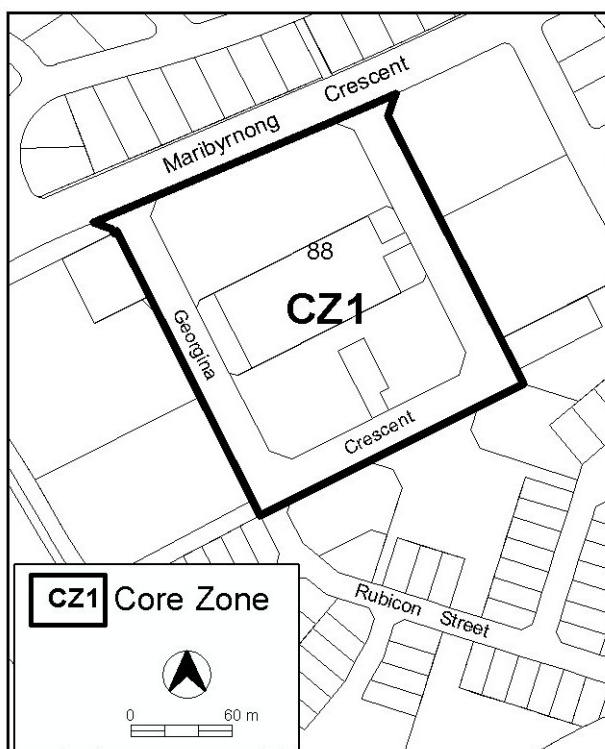 Maribyrnong Crescent
88
CZ1
Georgina
Crescent
Rubicon Street
CZ1 Core Zone
0 60 m